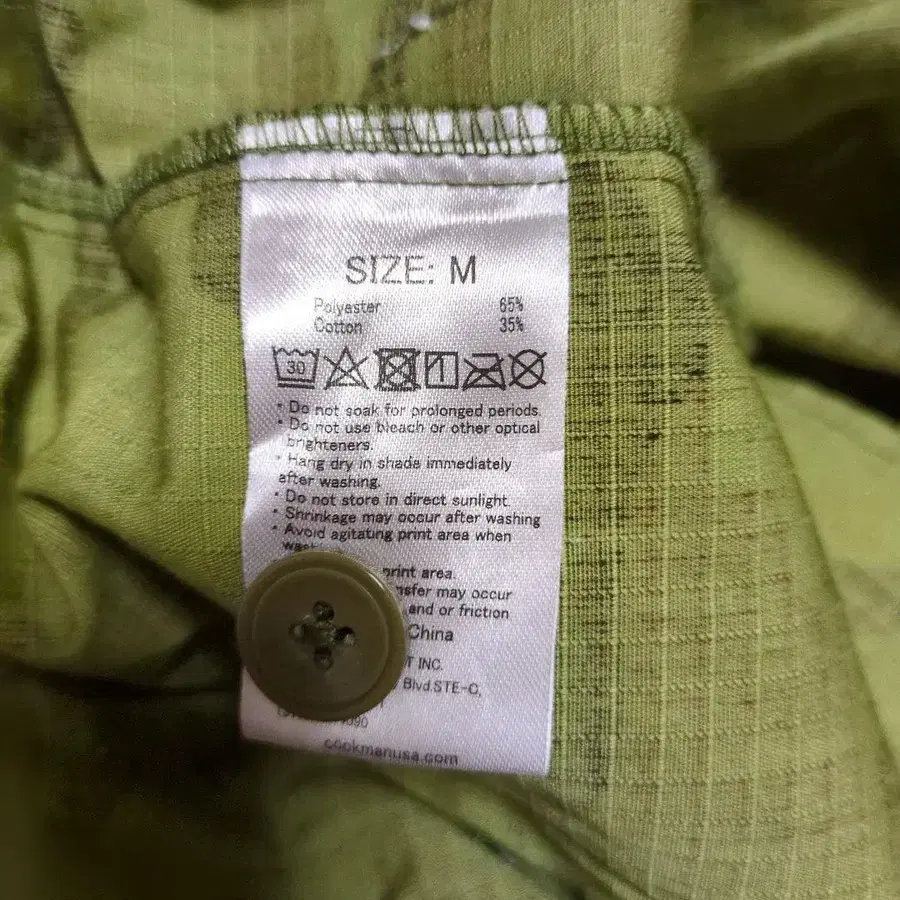 SIZE: M
Polyester 65%
Cotton 35%
30
* Do not soak for prolonged periods.
* Do not use bleach or other optical
brighteners.
* Hang dry in shade immediately
after washing.
* Do not store in direct sunlight.
* Shrinkage may occur after washing
* Avoid agitating print area when
print area.
may occur
and or friction
China
INC.
Blvd.STE-C,
cookmanusa.com